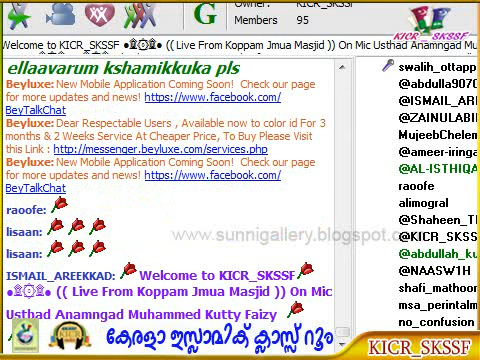 Owner: KICR_SKSSF
Members 95
G
KICR_SKSSF
Welcome to KICR_SKSSF ●۩۞۩● (( Live From Koppam Jmua Masjid )) On Mic Usthad Anamngad Mu
ellaavarum kshamikkuka pls
Beyluxe: New Mobile Application Coming Soon! Check our page
for more updates and news! https://www.facebook.com/
BeyTalkChat
Beyluxe: Dear Respectable Users , Available now to color id For 3
months & 2 Weeks Service At Cheaper Price, To Buy Please Visit
this Link : http://messenger.beyluxe.com/services.php
Beyluxe: New Mobile Application Coming Soon! Check our page
for more updates and news! https://www.facebook.com/
BeyTalkChat
raoofe:
lisaan:
lisaan:
www.sunnigallery.blogspot.c
ISMAIL_AREEKKAD: Welcome to KICR_SKSSF
●۩۞۩● (( Live From Koppam Jmua Masjid )) On Mic
Usthad Anamngad Muhammed Kutty Faizy
swalih_ottapp
@abdulla907
@ISMAIL_ARE
@ZAINULABI
MujeebChelem
@ameer-iringa
@AL-ISTHIQA
raoofe
alimogral
@Shaheen_T
@KICR_SKSS
@abdullah_ku
@NAASW1H
shafi_mathoor
msa_perintalm
no_confusion
കേരളാ ഇസ്ലാമിക് ക്ലാസ്സ് റൂം
KICR_SKSSF